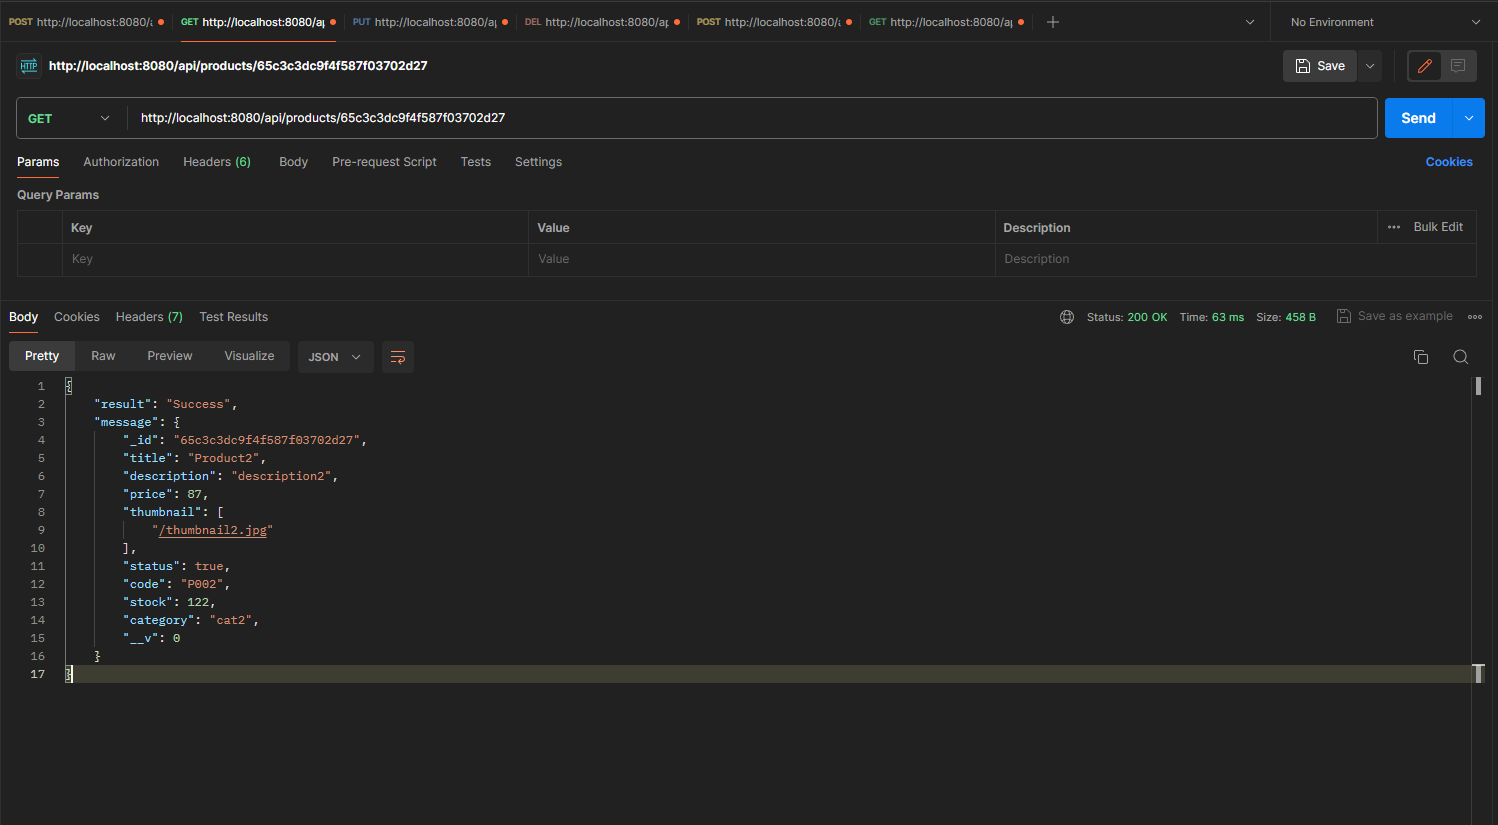 POST http://localhost:8080/a GET http://localhost:8080/ap PUT http://localhost:8080/ap DEL http://localhost:8080/ap POST http://localhost:8080/a GET http://localhost:8080/ap No Environment
HTTP http://localhost:8080/api/products/65c3c3dc9f4f587f03702d27 Save
GET http://localhost:8080/api/products/65c3c3dc9f4f587f03702d27 Send
Params Authorization Headers (6) Body Pre-request Script Tests Settings Cookies
Query Params
Key Value Description Bulk Edit
Key Value Description
Body Cookies Headers (7) Test Results Status: 200 OK Time: 63 ms Size: 458 B Save as example
Pretty Raw Preview Visualize JSON
1 {
2 "result": "Success",
3 "message": {
4 "_id": "65c3c3dc9f4f587f03702d27",
5 "title": "Product2",
6 "description": "description2",
7 "price": 87,
8 "thumbnail": [
9 "/thumbnail2.jpg"
10 ],
11 "status": true,
12 "code": "P002",
13 "stock": 122,
14 "category": "cat2",
15 "__v": 0
16 }
17 }